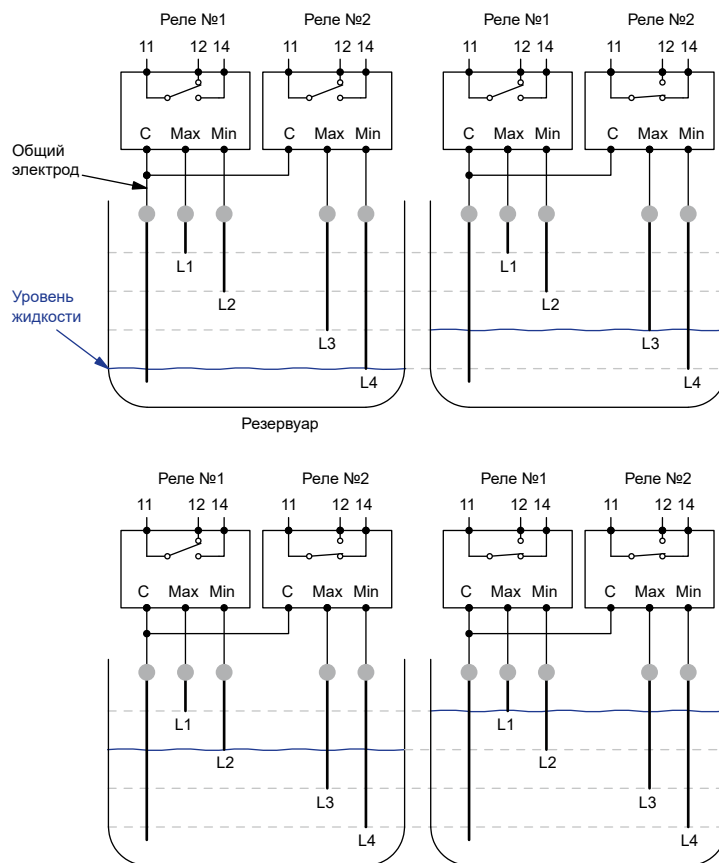 Реле №1 Реле №2 Реле №1 Реле №2
11 12 14 11 12 14 11 12 14 11 12 14
C Max Min C Max Min C Max Min C Max Min
Общий
электрод
L1 L1
L2 L2
Уровень
жидкости
L3 L3
L4 L4
Резервуар
Реле №1 Реле №2 Реле №1 Реле №2
11 12 14 11 12 14 11 12 14 11 12 14
C Max Min C Max Min C Max Min C Max Min
L1 L1
L2 L2
L3 L3
L4 L4